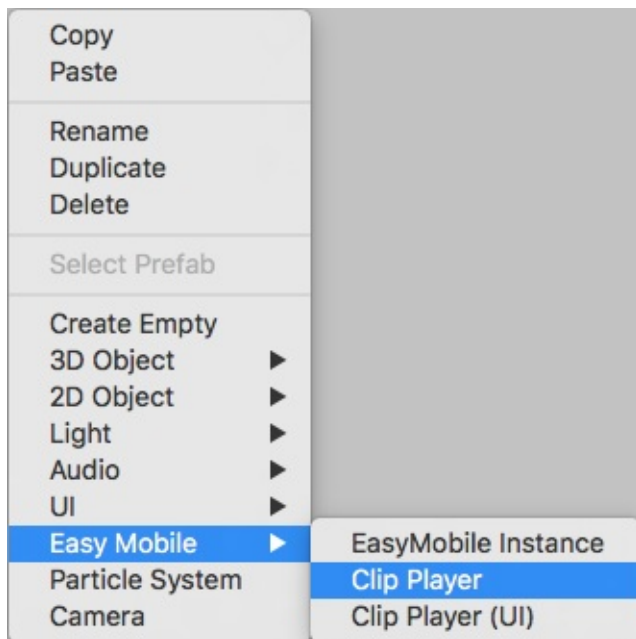 Copy
Paste
Rename
Duplicate
Delete
Select Prefab
Create Empty
3D Object
2D Object
Light
Audio
UI
Easy Mobile
Particle System
Camera
EasyMobile Instance
Clip Player
Clip Player (UI)